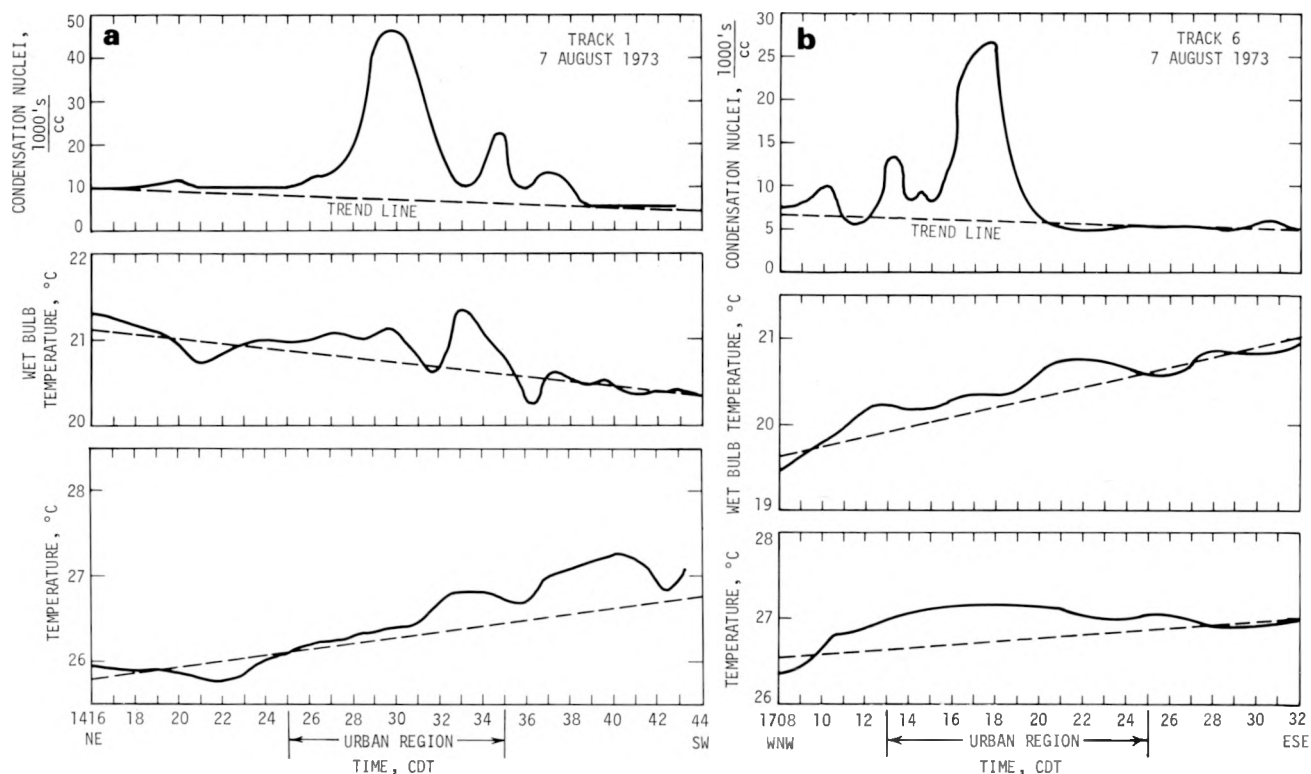 a
TRACK 1
7 AUGUST 1973
CONDENSATION NUCLEI, 1000's
cc
50
40
30
20
10
0
TREND LINE
WET BULB
TEMPERATURE, °C
22
21
20
TEMPERATURE, °C
28
27
26
1416 18 20 22 24 26 28 30 32 34 36 38 40 42 44
NE URBAN REGION SW
TIME, CDT
b
TRACK 6
7 AUGUST 1973
CONDENSATION NUCLEI, 1000's
cc
30
25
20
15
10
5
0
TREND LINE
WET BULB TEMPERATURE, °C
21
20
19
TEMPERATURE, °C
28
27
26
1708 10 12 14 16 18 20 22 24 26 28 30 32
WNW URBAN REGION ESE
TIME, CDT